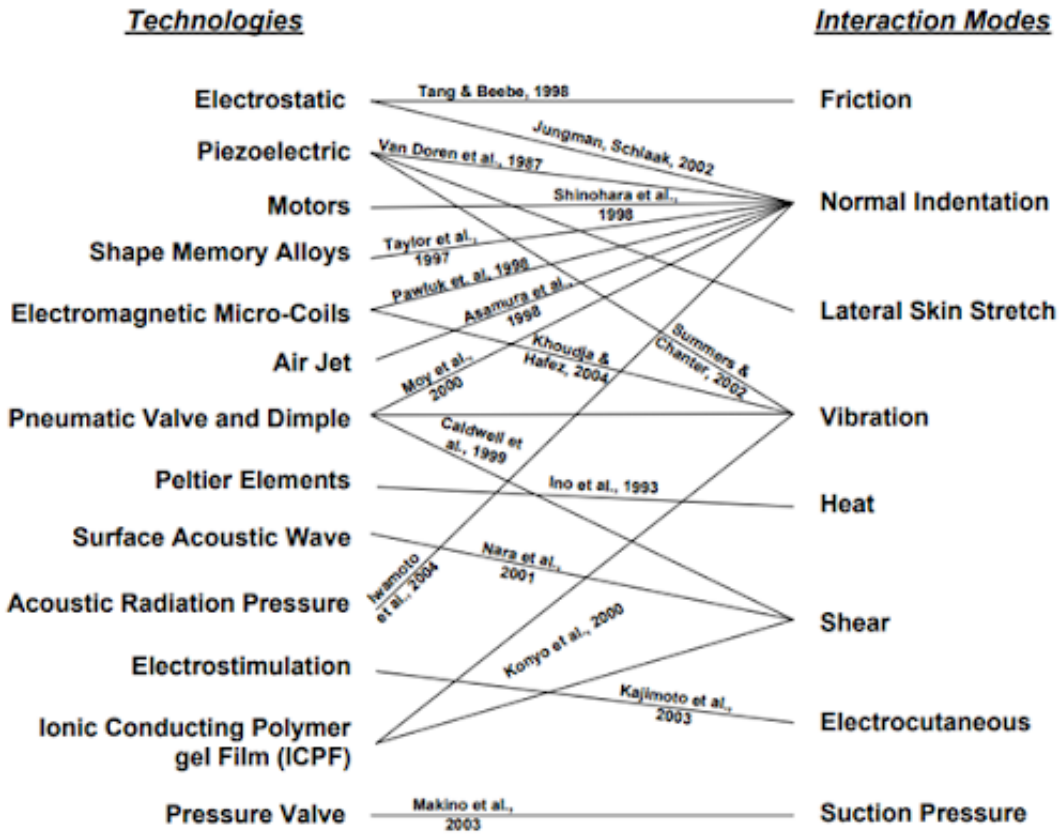 Technologies
Interaction Modes
Electrostatic
Tang & Beebe, 1998
Friction
Jungman, Schlaak, 2002
Piezoelectric
Van Doren et al., 1987
Motors
Shinohara et al.,
1998
Normal Indentation
Shape Memory Alloys
Taylor et al.,
1997
Electromagnetic Micro-Coils
Pawluk et. al, 1998
Asamura et al.,
1998
Lateral Skin Stretch
Air Jet
Khoudja &
Hafez, 2004
Summers &
Chanter, 2002
Moy et al.,
2000
Pneumatic Valve and Dimple
Vibration
Caldwell et
al., 1999
Peltier Elements
Ino et al., 1993
Heat
Surface Acoustic Wave
Nara et al.,
2001
Acoustic Radiation Pressure
Iwamoto
et al., 2004
Shear
Electrostimulation
Konyo et al., 2000
Kajimoto et al.,
2003
Electrocutaneous
Ionic Conducting Polymer
gel Film (ICPF)
Pressure Valve
Makino et al.,
2003
Suction Pressure